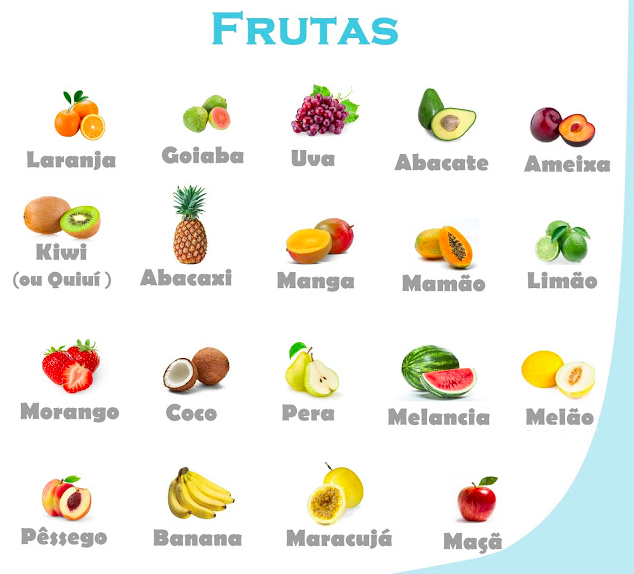 FRUTAS
Laranja
Goiaba
Uva
Abacate
Ameixa
Kiwi
(ou Quiuí )
Abacaxi
Manga
Mamão
Limão
Morango
Coco
Pera
Melancia
Melão
Pêssego
Banana
Maracujá
Maçã